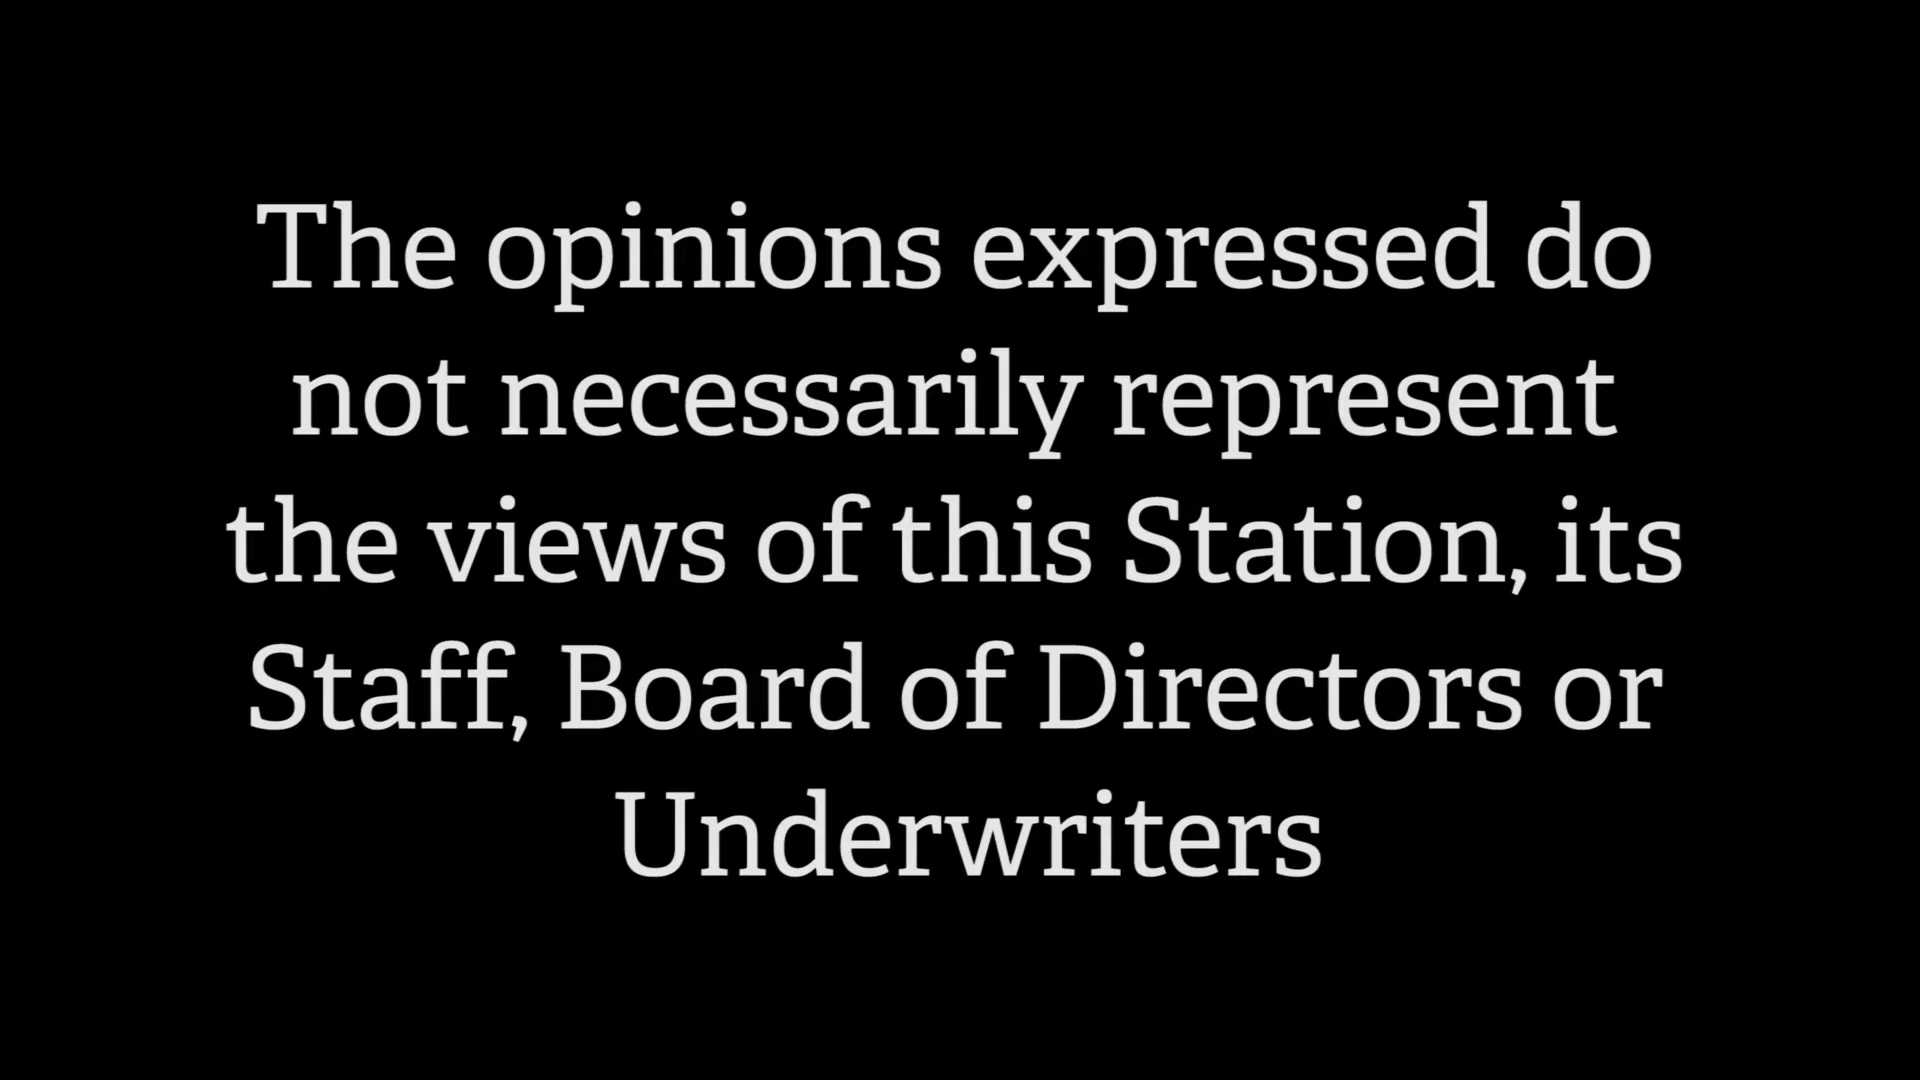 The opinions expressed do
not necessarily represent
the views of this Station, its
Staff, Board of Directors or
Underwriters